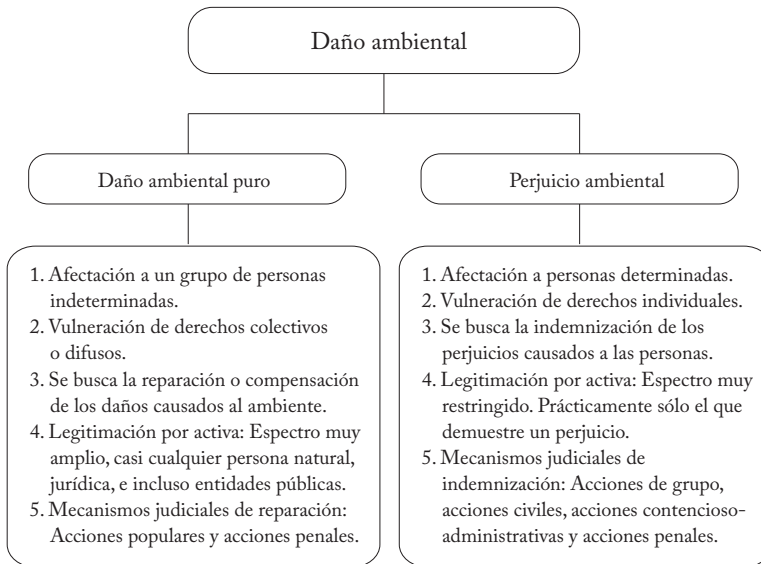 Daño ambiental
Daño ambiental puro
Perjuicio ambiental
1. Afectación a un grupo de personas
indeterminadas.
2. Vulneración de derechos colectivos
o difusos.
3. Se busca la reparación o compensación
de los daños causados al ambiente.
4. Legitimación por activa: Espectro muy
amplio, casi cualquier persona natural,
jurídica, e incluso entidades públicas.
5. Mecanismos judiciales de reparación:
Acciones populares y acciones penales.
1. Afectación a personas determinadas.
2. Vulneración de derechos individuales.
3. Se busca la indemnización de los
perjuicios causados a las personas.
4. Legitimación por activa: Espectro muy
restringido. Prácticamente sólo el que
demuestre un perjuicio.
5. Mecanismos judiciales de
indemnización: Acciones de grupo,
acciones civiles, acciones contencioso-
administrativas y acciones penales.